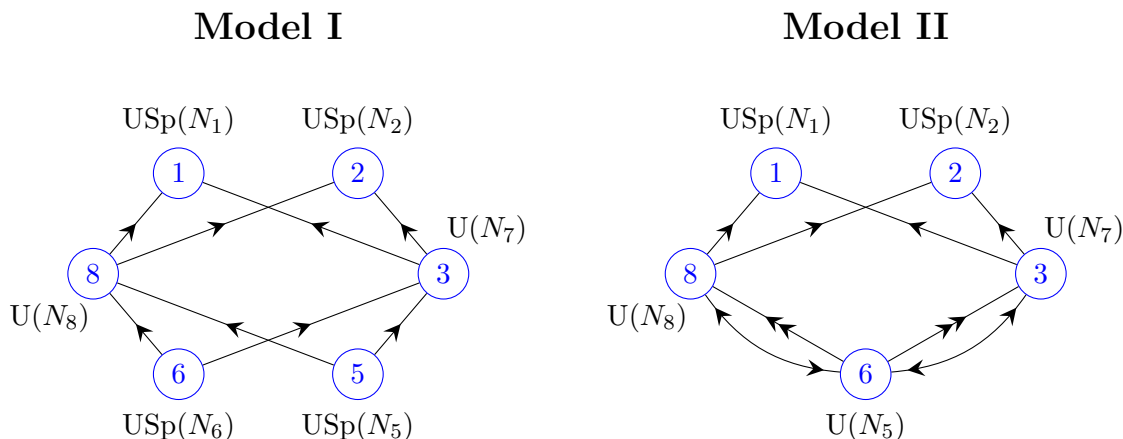 Model I
Model II
USp(N₁)
USp(N₂)
USp(N₁)
USp(N₂)
1
2
1
2
U(N₇)
U(N₇)
8
3
8
3
U(N₈)
U(N₈)
6
5
6
USp(N₆)
USp(N₅)
U(N₅)